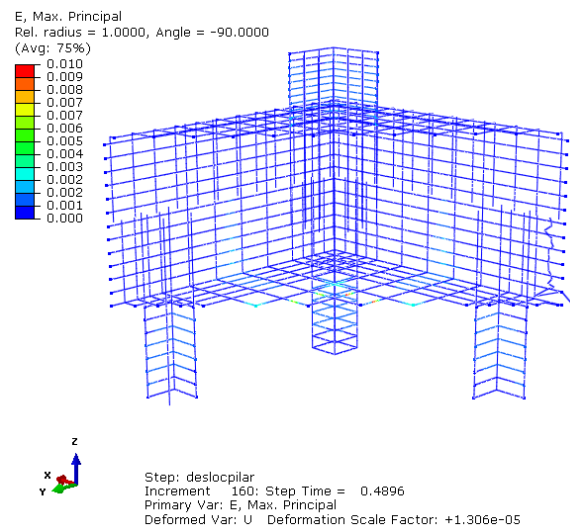 E, Max. Principal
Rel. radius = 1.0000, Angle = -90.0000
(Avg: 75%)
0.010
0.009
0.008
0.007
0.007
0.006
0.005
0.004
0.003
0.002
0.002
0.001
0.000
Z
X
Y
Step: deslocpilar
Increment 160: Step Time = 0.4896
Primary Var: E, Max. Principal
Deformed Var: U Deformation Scale Factor: +1.306e-05